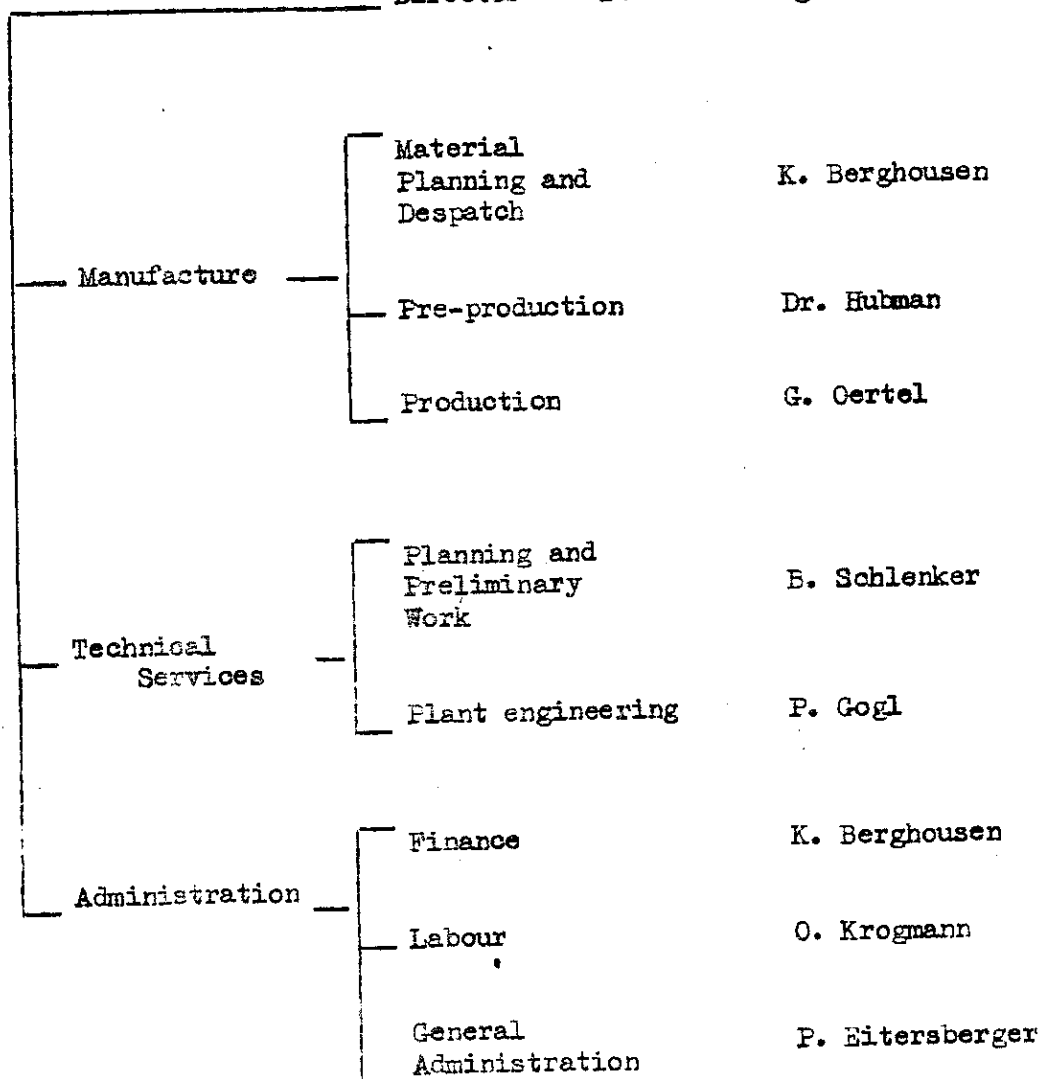 Manufacture
Material
Planning and
Despatch
K. Berghousen
Pre-production
Dr. Hubman
Production
G. Oertel
Technical
Services
Planning and
Preliminary
Work
B. Schlenker
Plant engineering
P. Gogl
Administration
Finance
K. Berghousen
Labour
O. Krogmann
General
Administration
P. Eitersberger